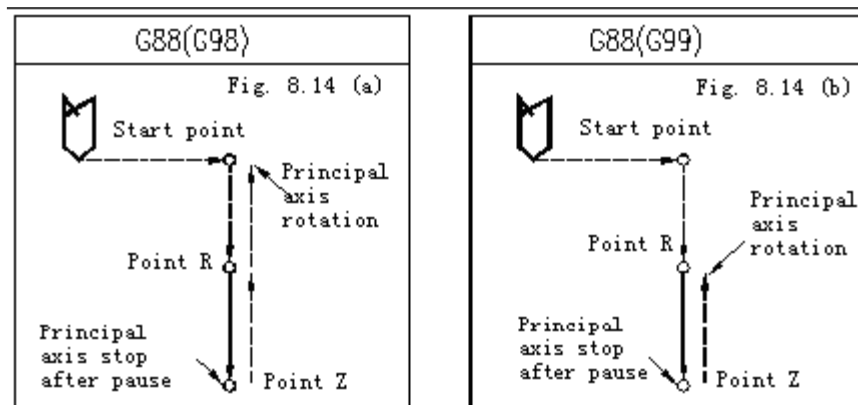 G88(G98)
Fig. 8.14 (a)
Start point
Principal
axis
rotation
Point R
Principal
axis stop
after pause
Point Z
G88(G99)
Fig. 8.14 (b)
Start point
Principal
axis
rotation
Point R
Principal
axis stop
after pause
Point Z